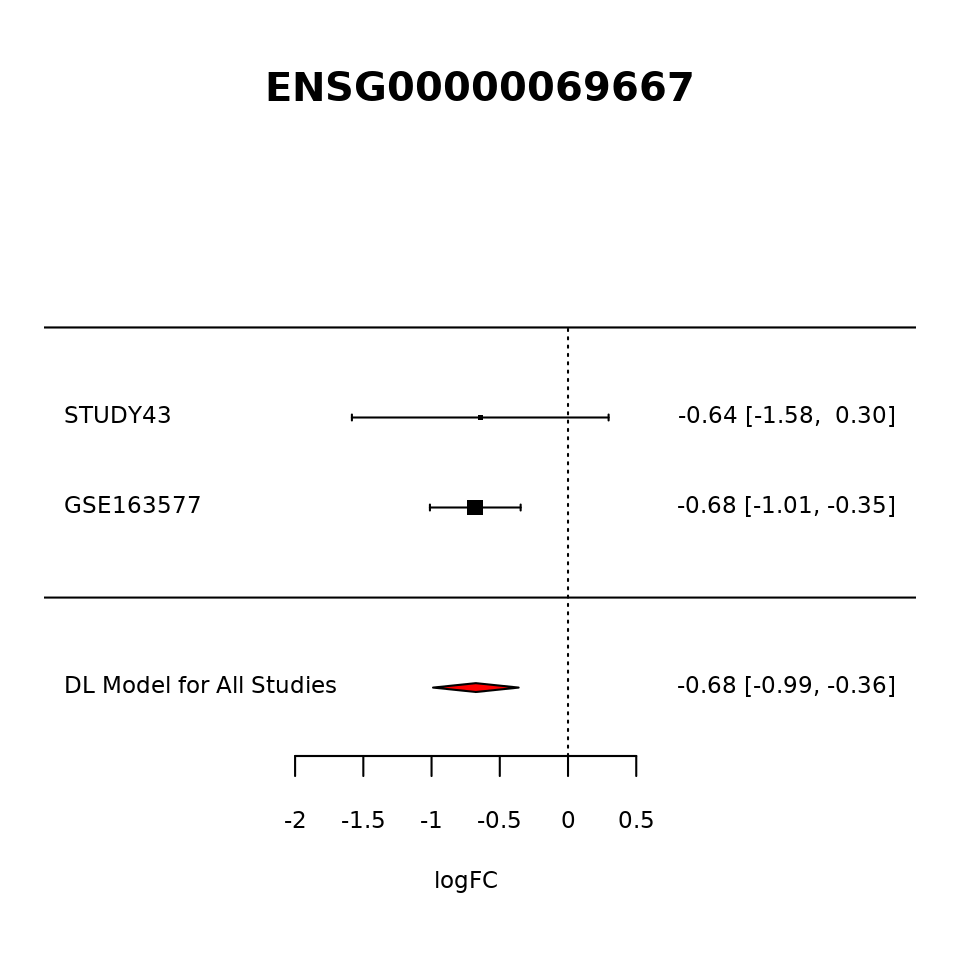 ENSG00000069667
STUDY43 -0.64 [-1.58,  0.30]
GSE163577 -0.68 [-1.01, -0.35]
DL Model for All Studies -0.68 [-0.99, -0.36]
-2 -1.5 -1 -0.5 0 0.5
logFC